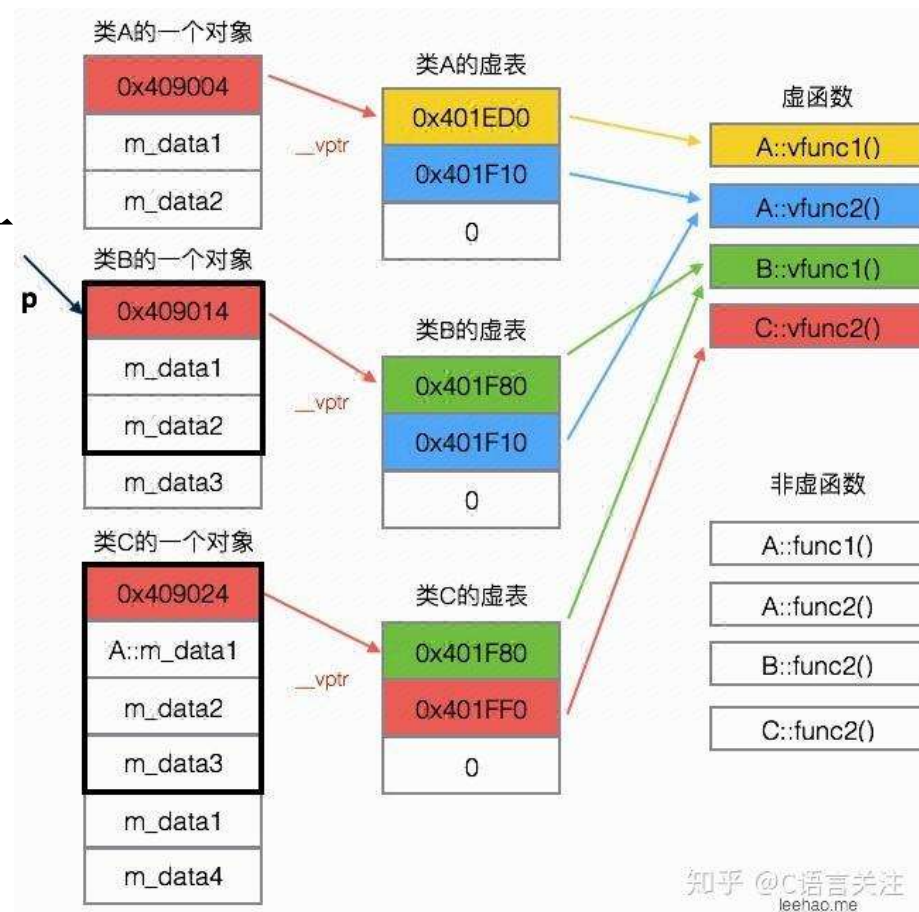 类A的一个对象
0x409004
m_data1
m_data2
__vptr
类A的虚表
0x401ED0
0x401F10
0
虚函数
A::vfunc1()
A::vfunc2()
B::vfunc1()
C::vfunc2()
p
类B的一个对象
0x409014
m_data1
m_data2
m_data3
__vptr
类B的虚表
0x401F80
0x401F10
0
类C的一个对象
0x409024
A::m_data1
m_data2
m_data3
m_data1
m_data4
__vptr
类C的虚表
0x401F80
0x401FF0
0
非虚函数
A::func1()
A::func2()
B::func2()
C::func2()
知乎 @C语言关注
leehao.me